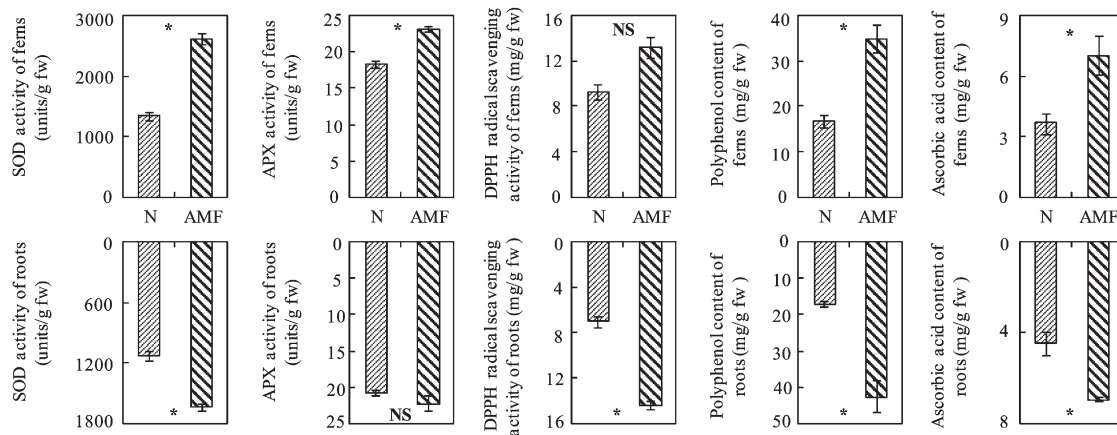 SOD activity of ferns
(units/g fw)
3000
2000
1000
0
*
N AMF
APX activity of ferns
(units/g fw)
25
20
15
10
5
0
*
N AMF
DPPH radical scavenging
activity of ferns (mg/g fw)
16
12
8
4
0
NS
N AMF
Polyphenol content of
ferns (mg/g fw)
40
30
20
10
0
*
N AMF
Ascorbic acid content of
ferns (mg/g fw)
9
6
3
0
*
N AMF
SOD activity of roots
(units/g fw)
0
600
1200
1800
*
APX activity of roots
(units/g fw)
0
5
10
15
20
25
NS
DPPH radical scavenging
activity of roots (mg/g fw)
0
4
8
12
16
*
Polyphenol content of
roots (mg/g fw )
0
10
20
30
40
50
*
Ascorbic acid content of
roots (mg/g fw)
0
4
8
*